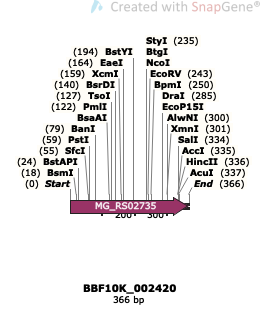 Created with SnapGene®
StyI (235)
(194) BstYI BtgI
(164) EaeI NcoI
(159) XcmI EcoRV (243)
(140) BsrDI BpmI (250)
(127) TsoI DraI (285)
(122) PmlI EcoP15I
BsaAI AlwNI (300)
(79) BanI XmnI (301)
(59) PstI SalI (334)
(55) SfcI AccI (335)
(24) BstAPI HincII (336)
(18) BsmI AcuI (337)
(0) Start End (366)
MG_RS02735
200 300
BBF10K_002420
366 bp